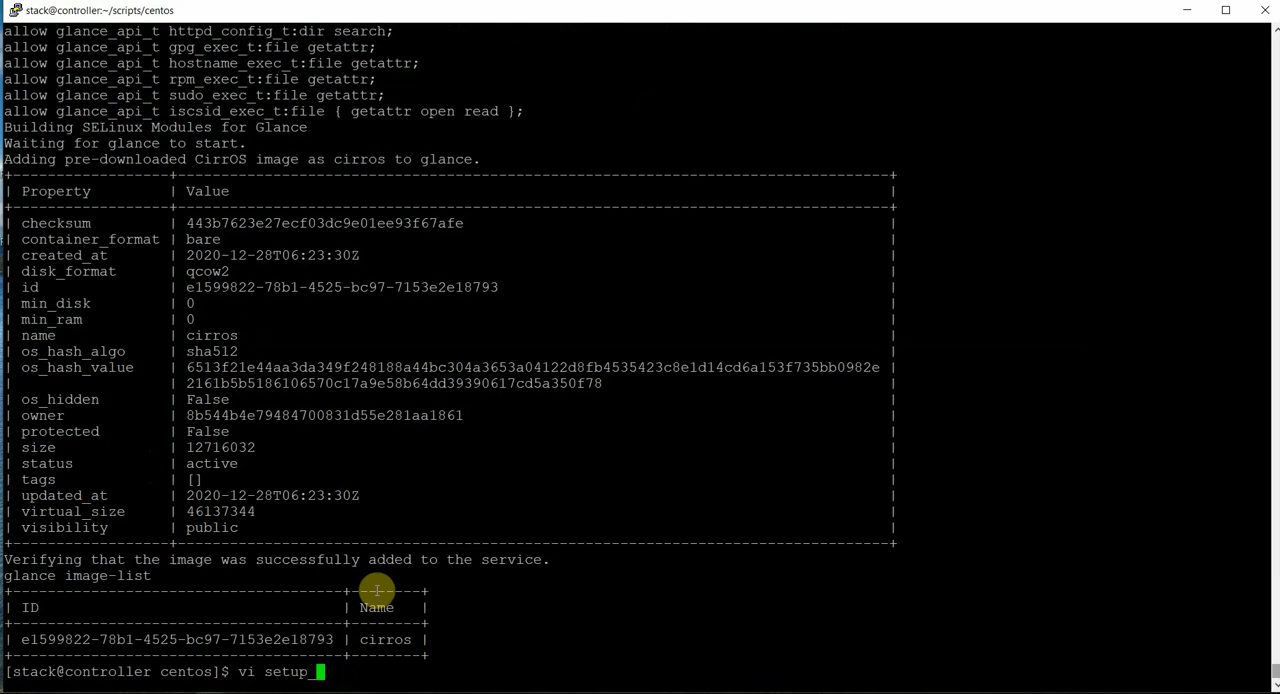 stack@controller:~/scripts/centos
allow glance_api_t httpd_config_t:dir search;
allow glance_api_t gpg_exec_t:file getattr;
allow glance_api_t hostname_exec_t:file getattr;
allow glance_api_t rpm_exec_t:file getattr;
allow glance_api_t sudo_exec_t:file getattr;
allow glance_api_t iscsid_exec_t:file { getattr open read };
Building SELinux Modules for Glance
Waiting for glance to start.
Adding pre-downloaded CirrOS image as cirros to glance.
+------------------+----------------------------------------------------------------------------------+
| Property         | Value                                                                            |
+------------------+----------------------------------------------------------------------------------+
| checksum         | 443b7623e27ecf03dc9e01ee93f67afe                                                 |
| container_format | bare                                                                             |
| created_at       | 2020-12-28T06:23:30Z                                                             |
| disk_format      | qcow2                                                                            |
| id               | e1599822-78b1-4525-bc97-7153e2e18793                                             |
| min_disk         | 0                                                                                |
| min_ram          | 0                                                                                |
| name             | cirros                                                                           |
| os_hash_algo     | sha512                                                                           |
| os_hash_value    | 6513f21e44aa3da349f248188a44bc304a3653a04122d8fb4535423c8e1d14cd6a153f735bb0982e |
|                  | 2161b5b5186106570c17a9e58b64dd39390617cd5a350f78                                 |
| os_hidden        | False                                                                            |
| owner            | 8b544b4e79484700831d55e281aa1861                                                 |
| protected        | False                                                                            |
| size             | 12716032                                                                         |
| status           | active                                                                           |
| tags             | []                                                                               |
| updated_at       | 2020-12-28T06:23:30Z                                                             |
| virtual_size     | 46137344                                                                         |
| visibility       | public                                                                           |
+------------------+----------------------------------------------------------------------------------+
Verifying that the image was successfully added to the service.
glance image-list
+--------------------------------------+--------+
| ID                                   | Name   |
+--------------------------------------+--------+
| e1599822-78b1-4525-bc97-7153e2e18793 | cirros |
+--------------------------------------+--------+
[stack@controller centos]$ vi setup_